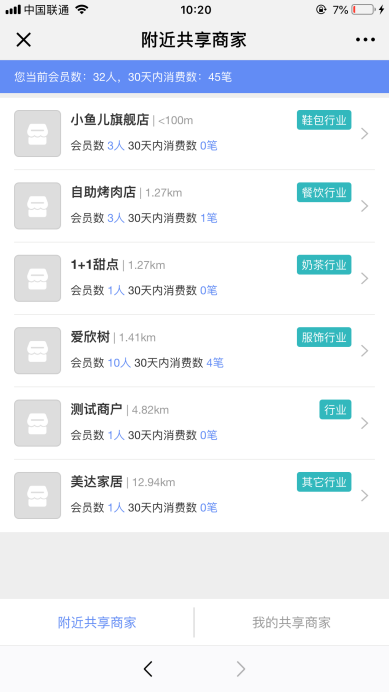 中国联通 10:20 7%
附近共享商家
您当前会员数：32人，30天内消费数：45笔
小鱼儿旗舰店 | <100m 鞋包行业
会员数 3人 30天内消费数 0笔
自助烤肉店 | 1.27km 餐饮行业
会员数 3人 30天内消费数 1笔
1+1甜点 | 1.27km 奶茶行业
会员数 1人 30天内消费数 0笔
爱欣树 | 1.41km 服饰行业
会员数 10人 30天内消费数 4笔
测试商户 | 4.82km 行业
会员数 1人 30天内消费数 0笔
美达家居 | 12.94km 其它行业
会员数 1人 30天内消费数 0笔
附近共享商家 我的共享商家